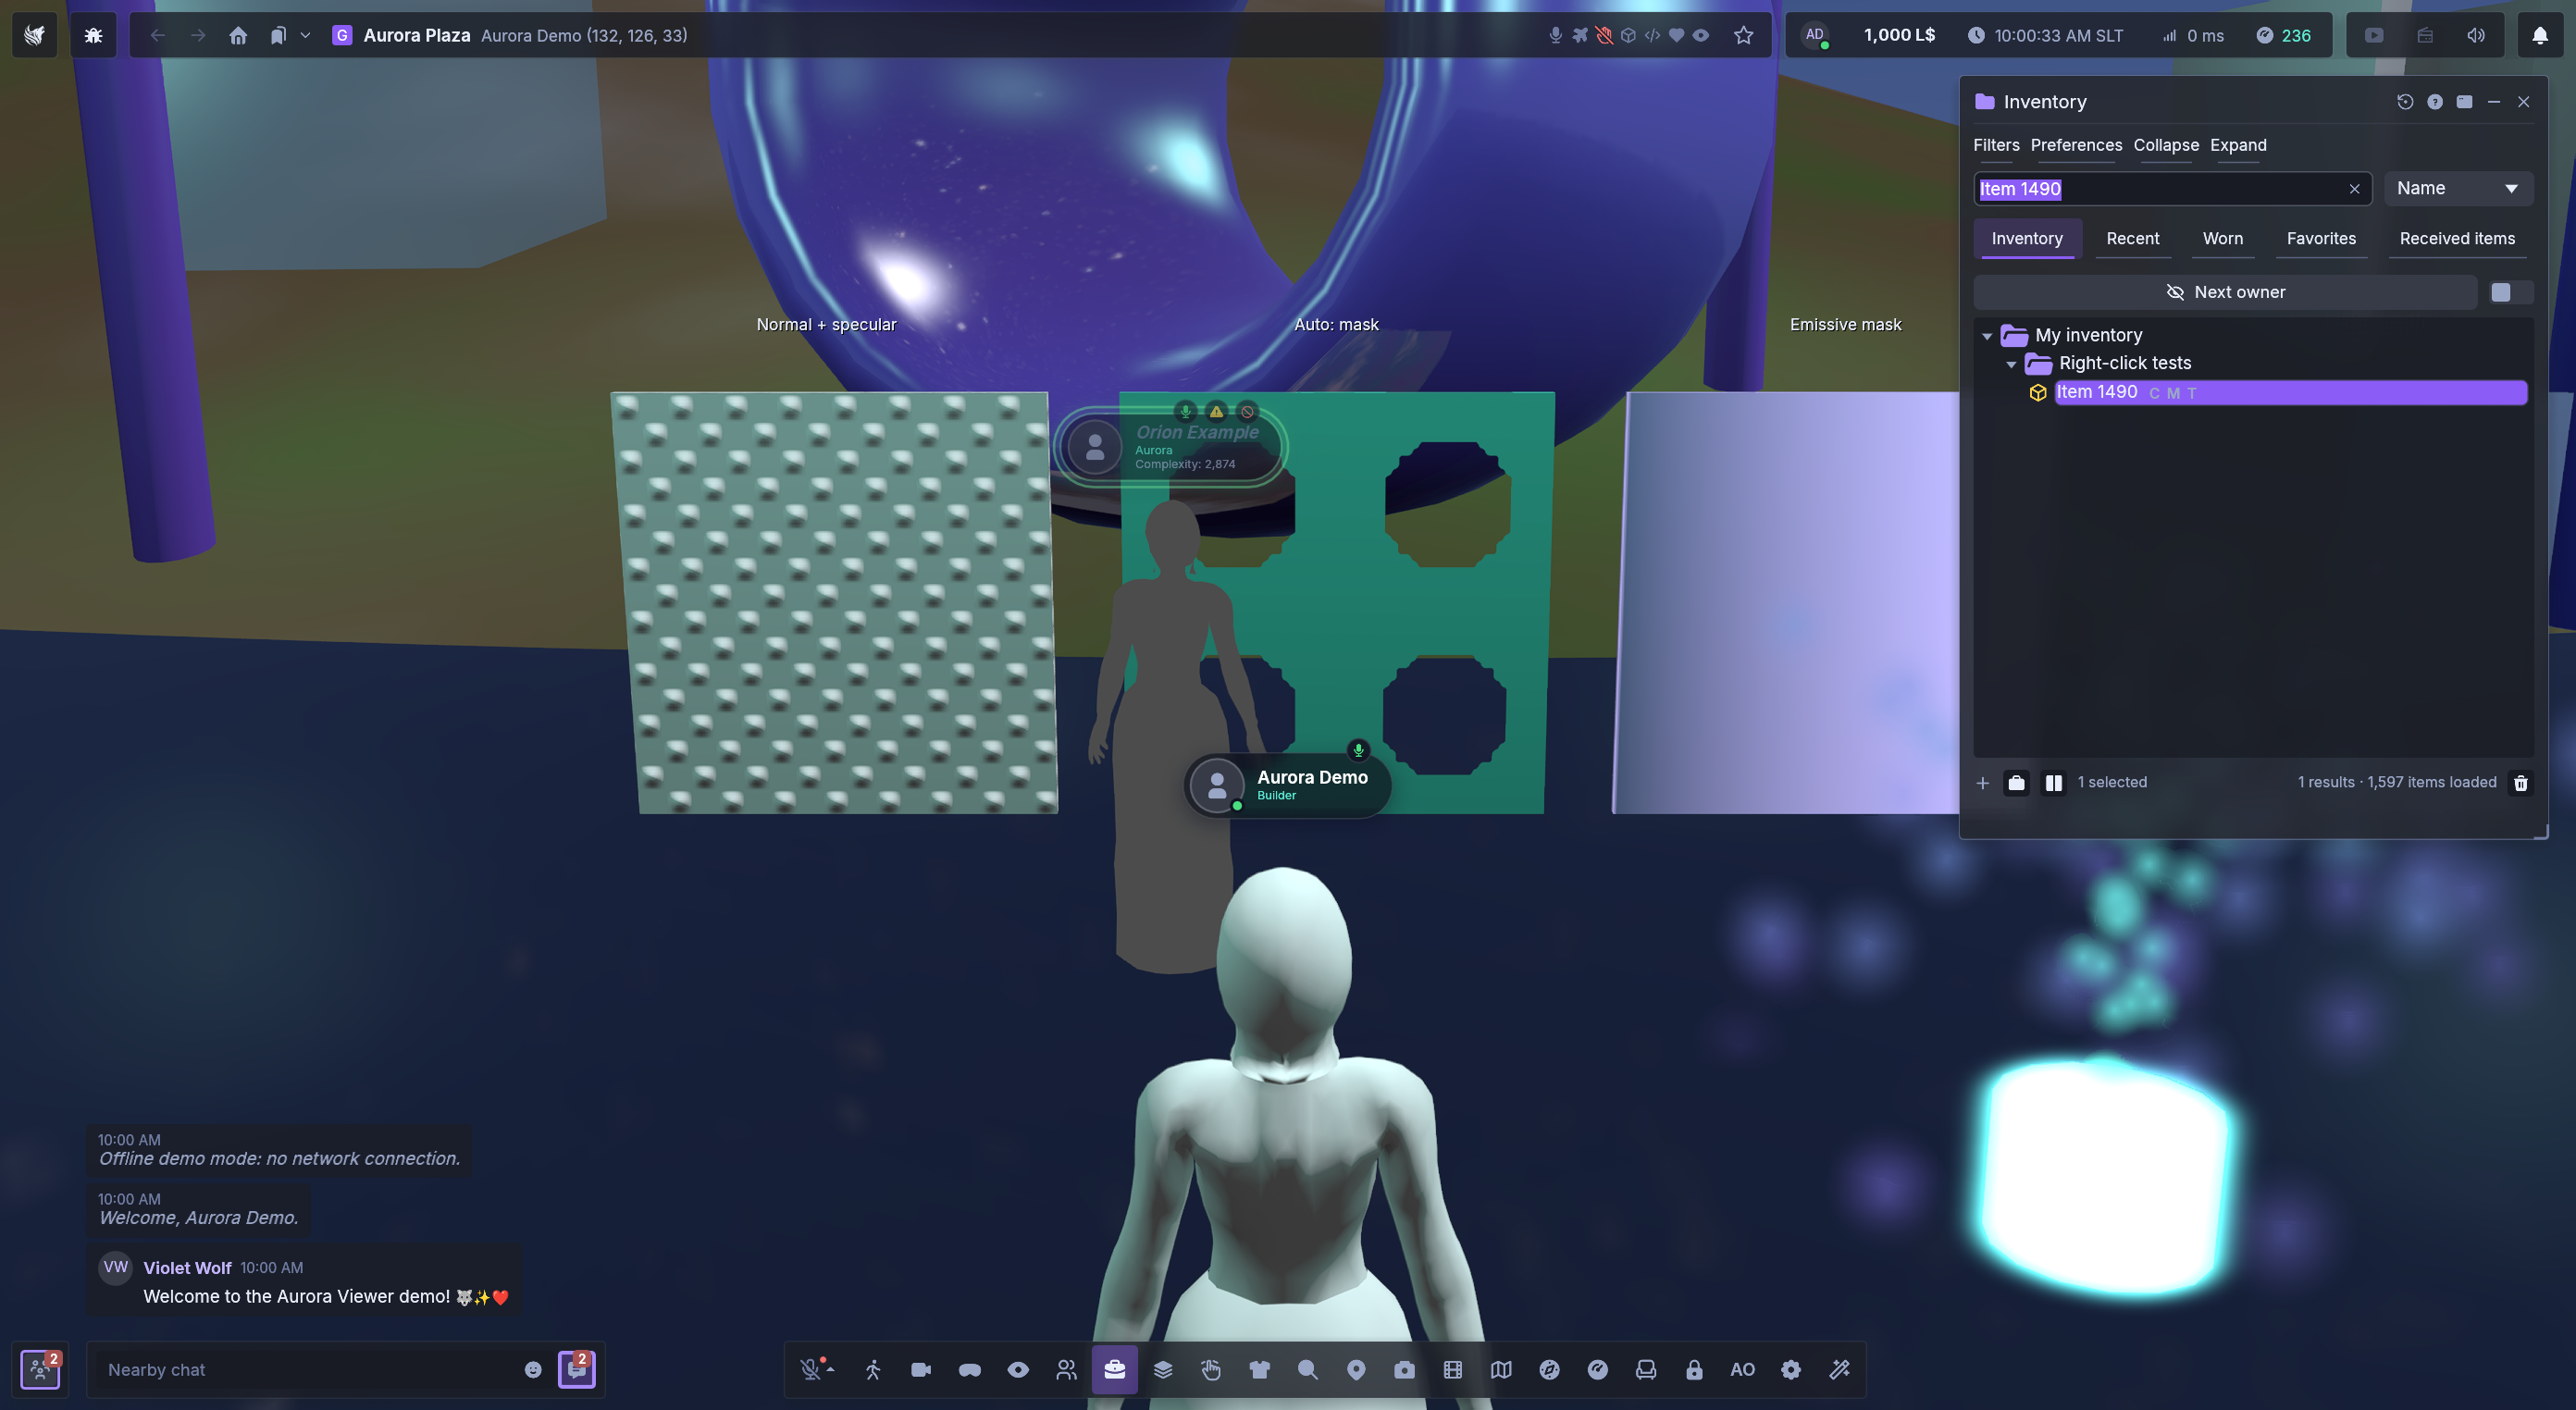 Aurora Plaza Aurora Demo (132, 126, 33)
AD 1,000 L$ 10:00:33 AM SLT 0 ms 236
Inventory
Filters Preferences Collapse Expand
Item 1490 Name
Inventory Recent Worn Favorites Received items
Next owner
My inventory
Right-click tests
Item 1490 C M T
1 selected 1 results · 1,597 items loaded
Normal + specular
Auto: mask
Emissive mask
Orion Example
Aurora
Complexity: 2,874
Aurora Demo
Builder
10:00 AM
Offline demo mode: no network connection.
10:00 AM
Welcome, Aurora Demo.
VW Violet Wolf 10:00 AM
Welcome to the Aurora Viewer demo! 🐺✨❤️
2 Nearby chat 2
AO